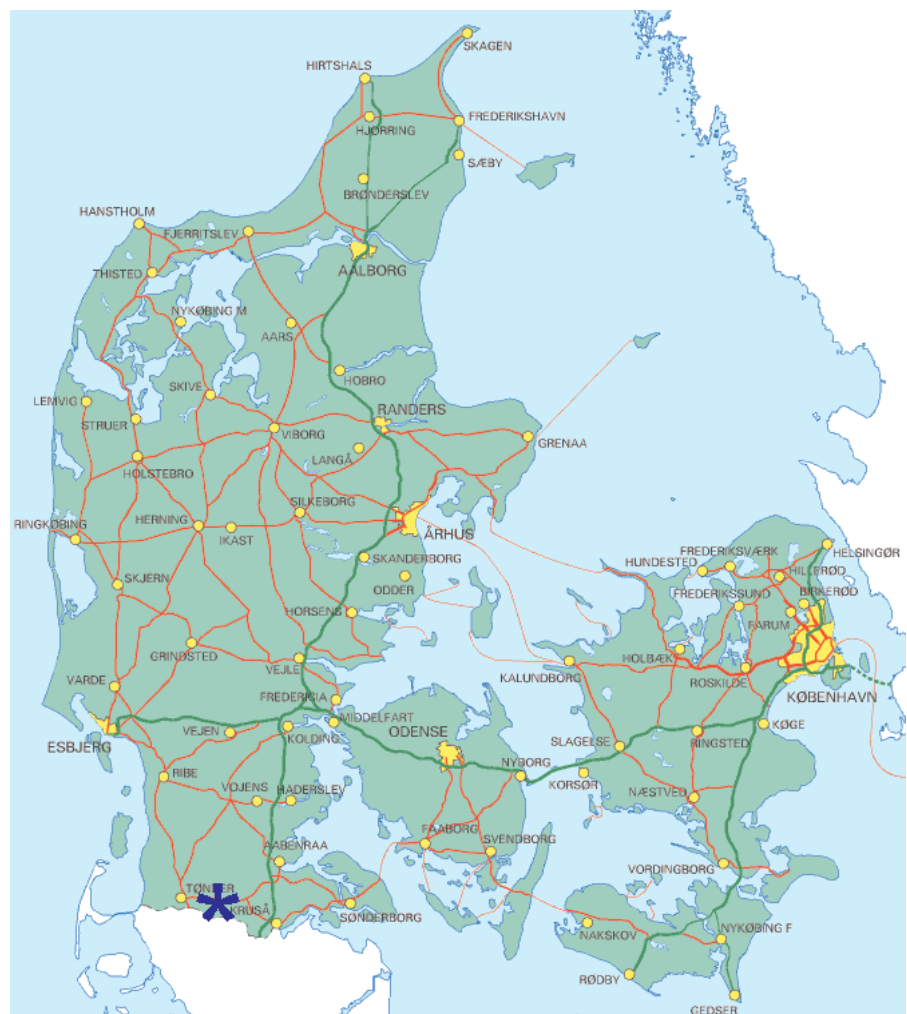 SKAGEN
HIRTSHALS
FREDERIKSHAVN
HJØRRING
SÆBY
BRØNDERSLEV
HANSTHOLM
FJERRITSLEV
AALBORG
THISTED
NYKØBING M
AARS
HOBRO
SKIVE
LEMVIG
RANDERS
STRUER
VIBORG
GRENAA
LANGÅ
HOLSTEBRO
SILKEBORG
RINGKØBING
HERNING
IKAST
ÅRHUS
SKANDERBORG
FREDERIKSVÆRK
HELSINGØR
HUNDESTED
HILLERØD
SKJERN
ODDER
FREDERIKSSUND
BIRKERØD
HORSENS
FARUM
GRINDSTED
HOLBÆK
VEJLE
KALUNDBORG
ROSKILDE
VARDE
FREDERICIA
KØBENHAVN
MIDDELFART
KØGE
ESBJERG
VEJEN
KOLDING
ODENSE
SLAGELSE
RINGSTED
NYBORG
RIBE
KORSØR
VOJENS
HADERSLEV
NÆSTVED
FAABORG
SVENDBORG
AABENRAA
VORDINGBORG
TØNDER
KRUSÅ
SØNDERBORG
NAKSKOV
NYKØBING F
RØDBY
GEDSER